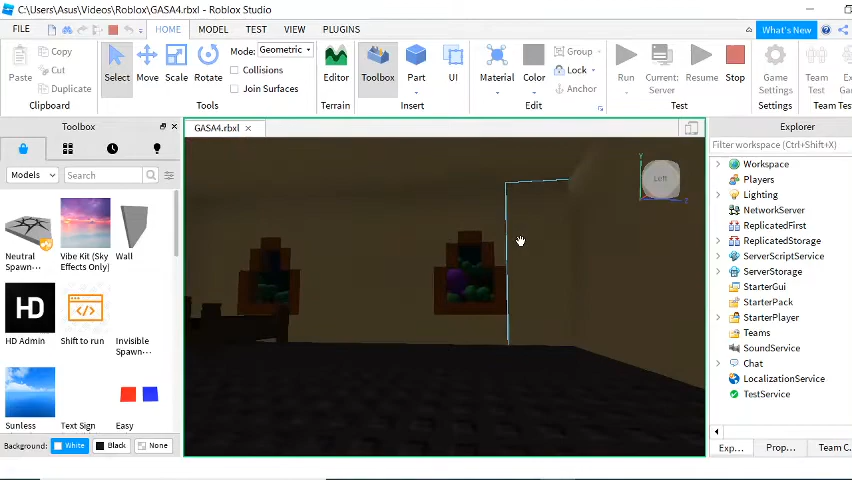 C:\Users\Asus\Videos\Roblox\GASA4.rbxl - Roblox Studio
FILE HOME MODEL TEST VIEW PLUGINS What's New
Paste Copy Cut Duplicate
Clipboard
Select Move Scale Rotate
Mode: Geometric
Collisions
Join Surfaces
Tools
Editor
Terrain
Toolbox Part UI
Insert
Material Color
Group
Lock
Anchor
Edit
Run Current: Server Resume Stop
Test
Game Settings
Settings
Team Test
Team Test
Toolbox
GASA4.rbxl
Explorer
Models Search
Filter workspace (Ctrl+Shift+X)
Neutral Spawn...
Vibe Kit (Sky Effects Only)
Wall
HD
HD Admin
Shift to run
Invisible Spawn...
Sunless
Text Sign
Easy
Background: White Black None
Y
Left
Z
Workspace
Players
Lighting
NetworkServer
ReplicatedFirst
ReplicatedStorage
ServerScriptService
ServerStorage
StarterGui
StarterPack
StarterPlayer
Teams
SoundService
Chat
LocalizationService
TestService
Exp... Prop... Team C...